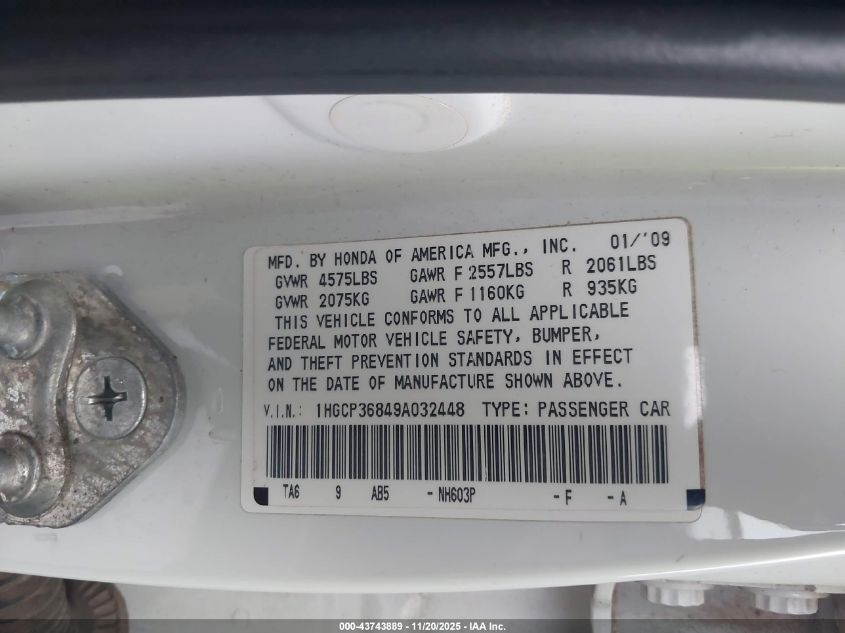 MFD. BY HONDA OF AMERICA MFG., INC. 01/'09
GVWR 4575LBS GAWR F 2557LBS R 2061LBS
GVWR 2075KG GAWR F 1160KG R 935KG
THIS VEHICLE CONFORMS TO ALL APPLICABLE
FEDERAL MOTOR VEHICLE SAFETY, BUMPER,
AND THEFT PREVENTION STANDARDS IN EFFECT
ON THE DATE OF MANUFACTURE SHOWN ABOVE.
V.I.N.: 1HGCP36849A032448 TYPE: PASSENGER CAR
TA6 9 AB5 -NH603P -F -A
000-43743889 - 11/20/2025 - IAA Inc.